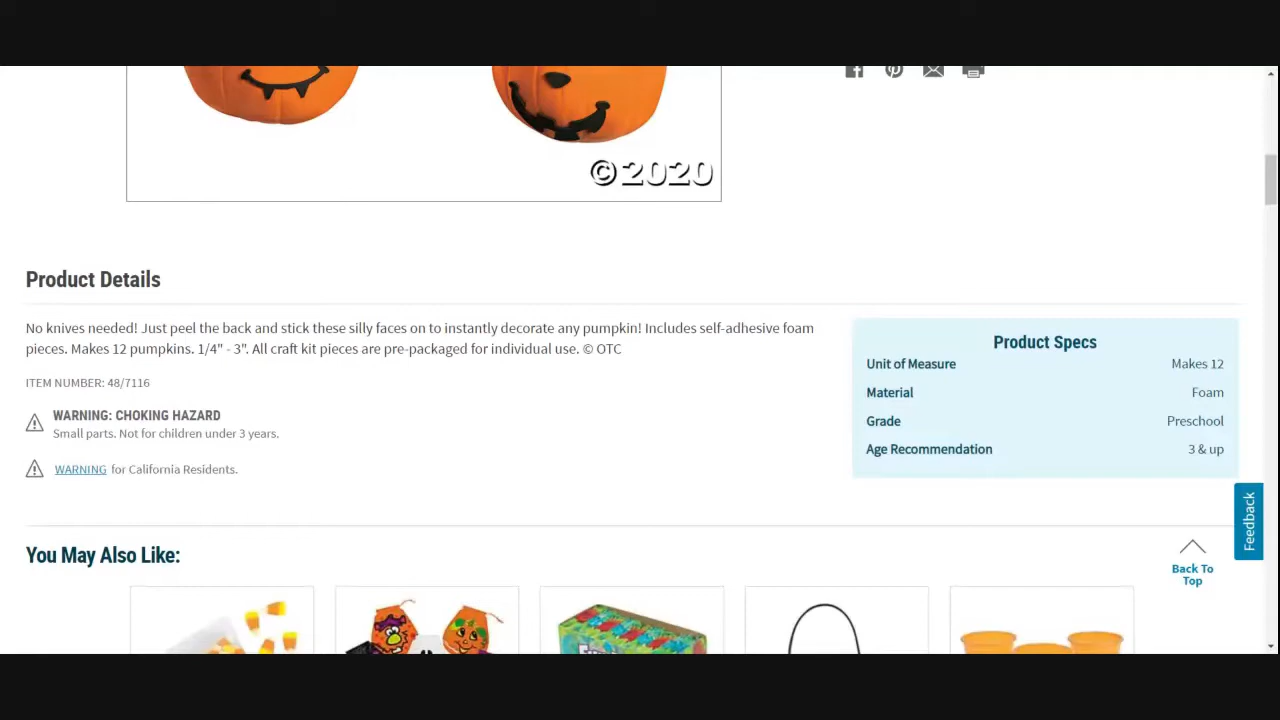 ©2020
Product Details
No knives needed! Just peel the back and stick these silly faces on to instantly decorate any pumpkin! Includes self-adhesive foam
pieces. Makes 12 pumpkins. 1/4" - 3". All craft kit pieces are pre-packaged for individual use. © OTC
ITEM NUMBER: 48/7116
WARNING: CHOKING HAZARD
Small parts. Not for children under 3 years.
WARNING for California Residents.
Product Specs
Unit of Measure Makes 12
Material Foam
Grade Preschool
Age Recommendation 3 & up
Feedback
You May Also Like:
Back To
Top